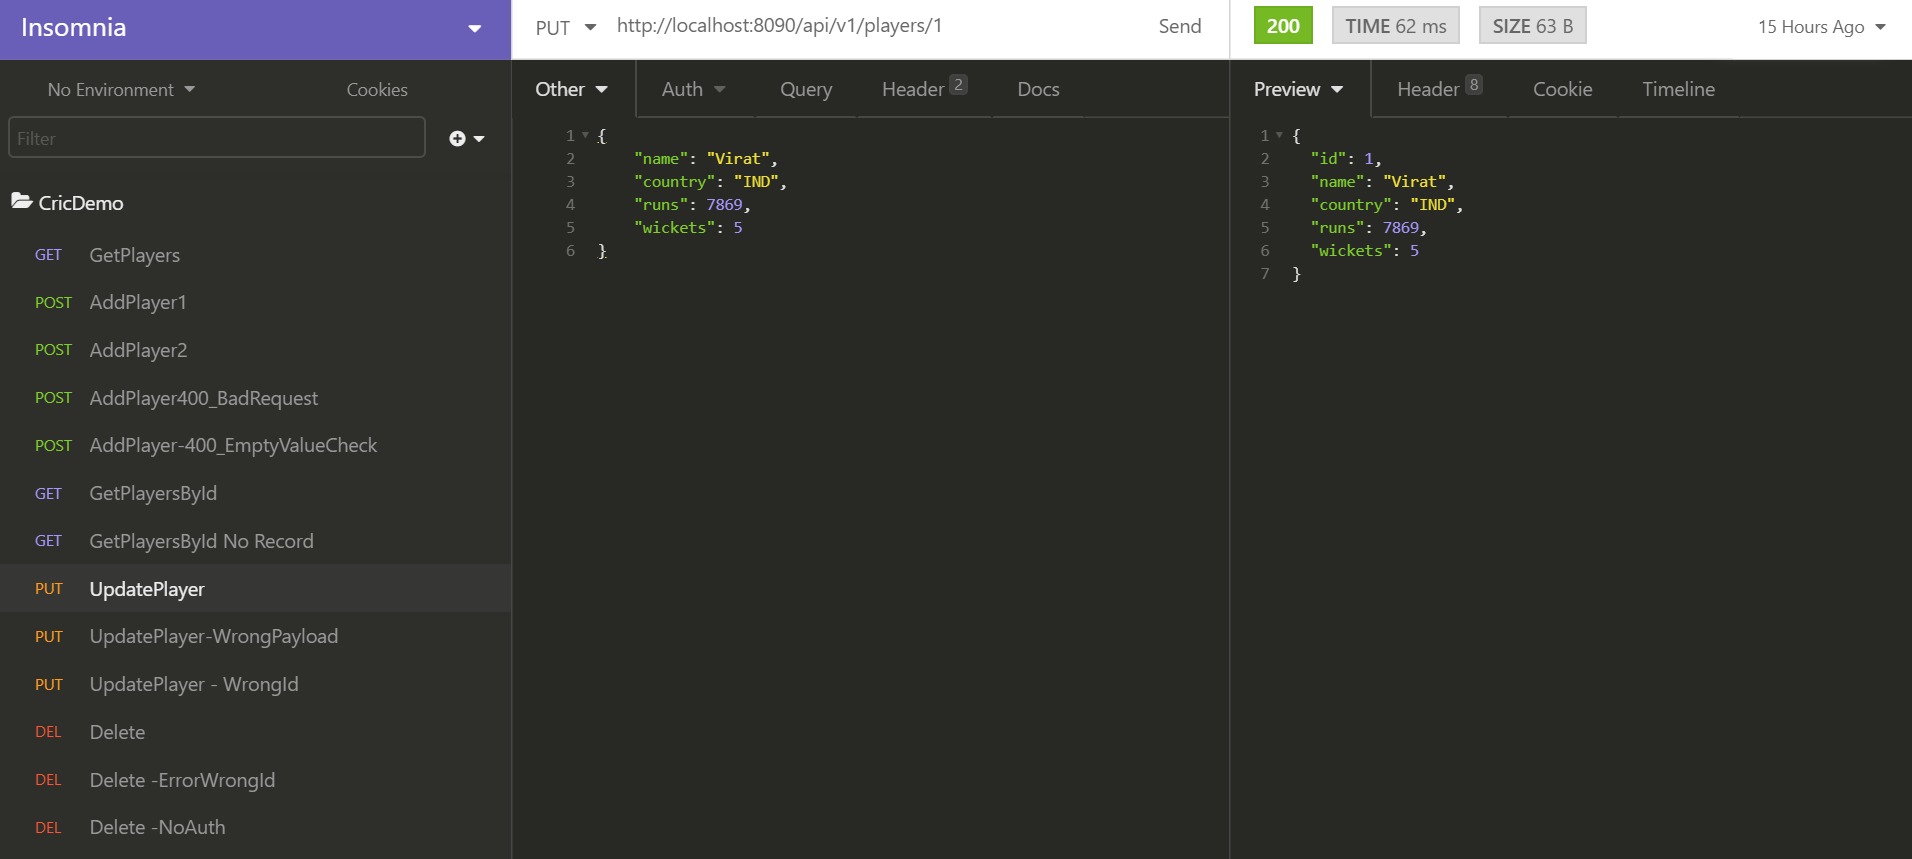 Insomnia
No Environment
Cookies
Filter
CricDemo
GET GetPlayers
POST AddPlayer1
POST AddPlayer2
POST AddPlayer400_BadRequest
POST AddPlayer-400_EmptyValueCheck
GET GetPlayersById
GET GetPlayersById No Record
PUT UpdatePlayer
PUT UpdatePlayer-WrongPayload
PUT UpdatePlayer - WrongId
DEL Delete
DEL Delete -ErrorWrongId
DEL Delete -NoAuth
PUT http://localhost:8090/api/v1/players/1 Send
Other Auth Query Header 2 Docs
1 {
2 "name": "Virat",
3 "country": "IND",
4 "runs": 7869,
5 "wickets": 5
6 }
200 TIME 62 ms SIZE 63 B 15 Hours Ago
Preview Header 8 Cookie Timeline
1 {
2 "id": 1,
3 "name": "Virat",
4 "country": "IND",
5 "runs": 7869,
6 "wickets": 5
7 }